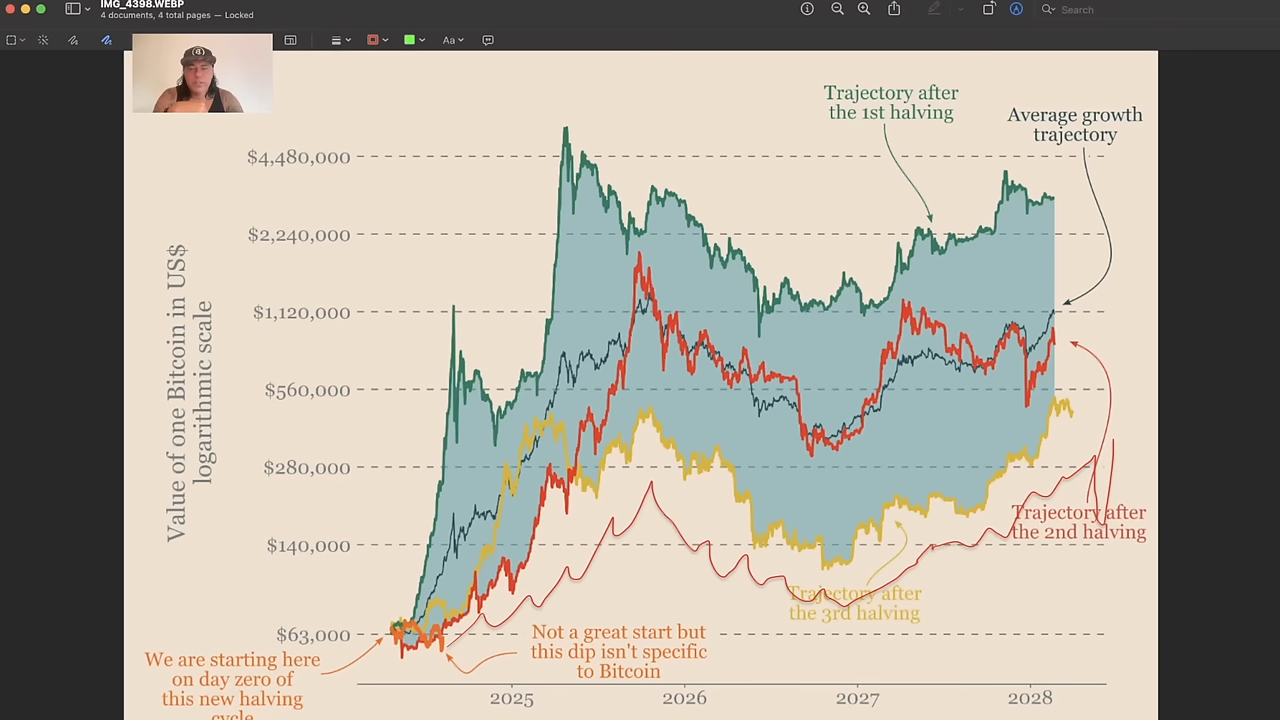 IMG_4398.WEBP
4 documents, 4 total pages — Locked
Search
Aa
Trajectory after
the 1st halving
Average growth
trajectory
$4,480,000
$2,240,000
$1,120,000
$560,000
$280,000
$140,000
$63,000
Value of one Bitcoin in US$
logarithmic scale
Trajectory after
the 2nd halving
Trajectory after
the 3rd halving
Not a great start but
this dip isn't specific
to Bitcoin
We are starting here
on day zero of
this new halving
cycle
2025
2026
2027
2028